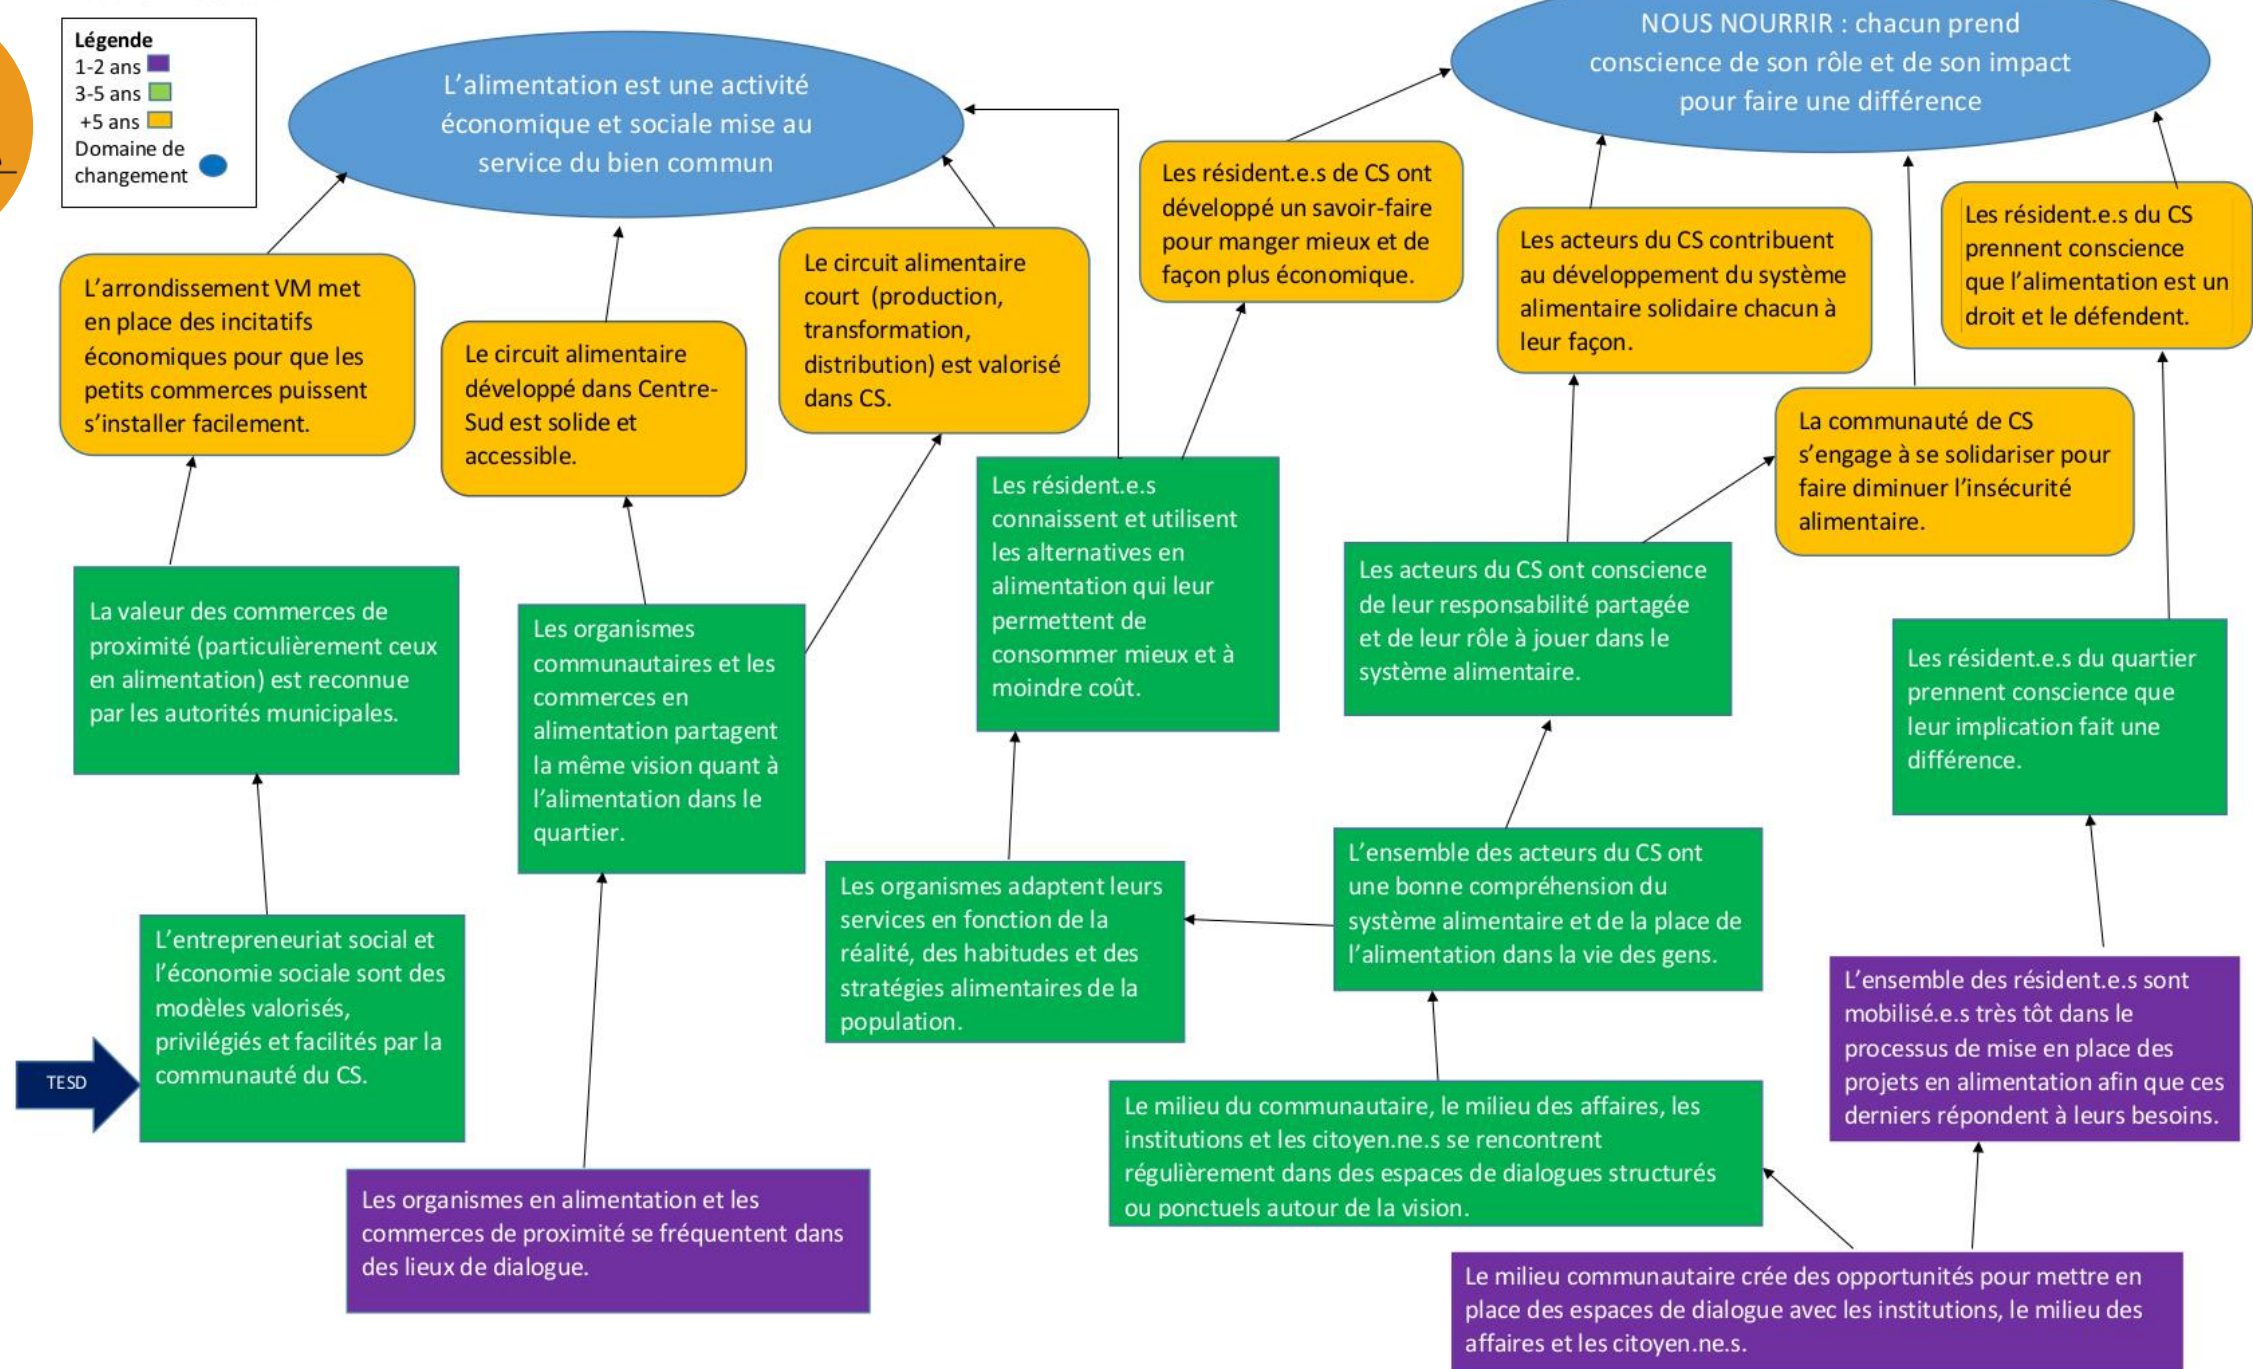 Légende
1-2 ans
3-5 ans
+5 ans
Domaine de
changement
L’alimentation est une activité
économique et sociale mise au
service du bien commun
NOUS NOURRIR : chacun prend
conscience de son rôle et de son impact
pour faire une différence
L’arrondissement VM met
en place des incitatifs
économiques pour que les
petits commerces puissent
s’installer facilement.
Le circuit alimentaire
développé dans Centre-
Sud est solide et
accessible.
Le circuit alimentaire
court (production,
transformation,
distribution) est valorisé
dans CS.
Les résident.e.s de CS ont
développé un savoir-faire
pour manger mieux et de
façon plus économique.
Les acteurs du CS contribuent
au développement du système
alimentaire solidaire chacun à
leur façon.
La communauté de CS
s’engage à se solidariser pour
faire diminuer l’insécurité
alimentaire.
Les résident.e.s du CS
prennent conscience
que l’alimentation est un
droit et le défendent.
La valeur des commerces de
proximité (particulièrement ceux
en alimentation) est reconnue
par les autorités municipales.
Les organismes
communautaires et les
commerces en
alimentation partagent
la même vision quant à
l’alimentation dans le
quartier.
Les résident.e.s
connaissent et utilisent
les alternatives en
alimentation qui leur
permettent de
consommer mieux et à
moindre coût.
Les acteurs du CS ont conscience
de leur responsabilité partagée
et de leur rôle à jouer dans le
système alimentaire.
Les résident.e.s du quartier
prennent conscience que
leur implication fait une
différence.
TESD
L’entrepreneuriat social et
l’économie sociale sont des
modèles valorisés,
privilégiés et facilités par la
communauté du CS.
Les organismes adaptent leurs
services en fonction de la
réalité, des habitudes et des
stratégies alimentaires de la
population.
L’ensemble des acteurs du CS ont
une bonne compréhension du
système alimentaire et de la place de
l’alimentation dans la vie des gens.
L’ensemble des résident.e.s sont
mobilisé.e.s très tôt dans le
processus de mise en place des
projets en alimentation afin que ces
derniers répondent à leurs besoins.
Le milieu du communautaire, le milieu des affaires, les
institutions et les citoyen.ne.s se rencontrent
régulièrement dans des espaces de dialogues structurés
ou ponctuels autour de la vision.
Les organismes en alimentation et les
commerces de proximité se fréquentent dans
des lieux de dialogue.
Le milieu communautaire crée des opportunités pour mettre en
place des espaces de dialogue avec les institutions, le milieu des
affaires et les citoyen.ne.s.